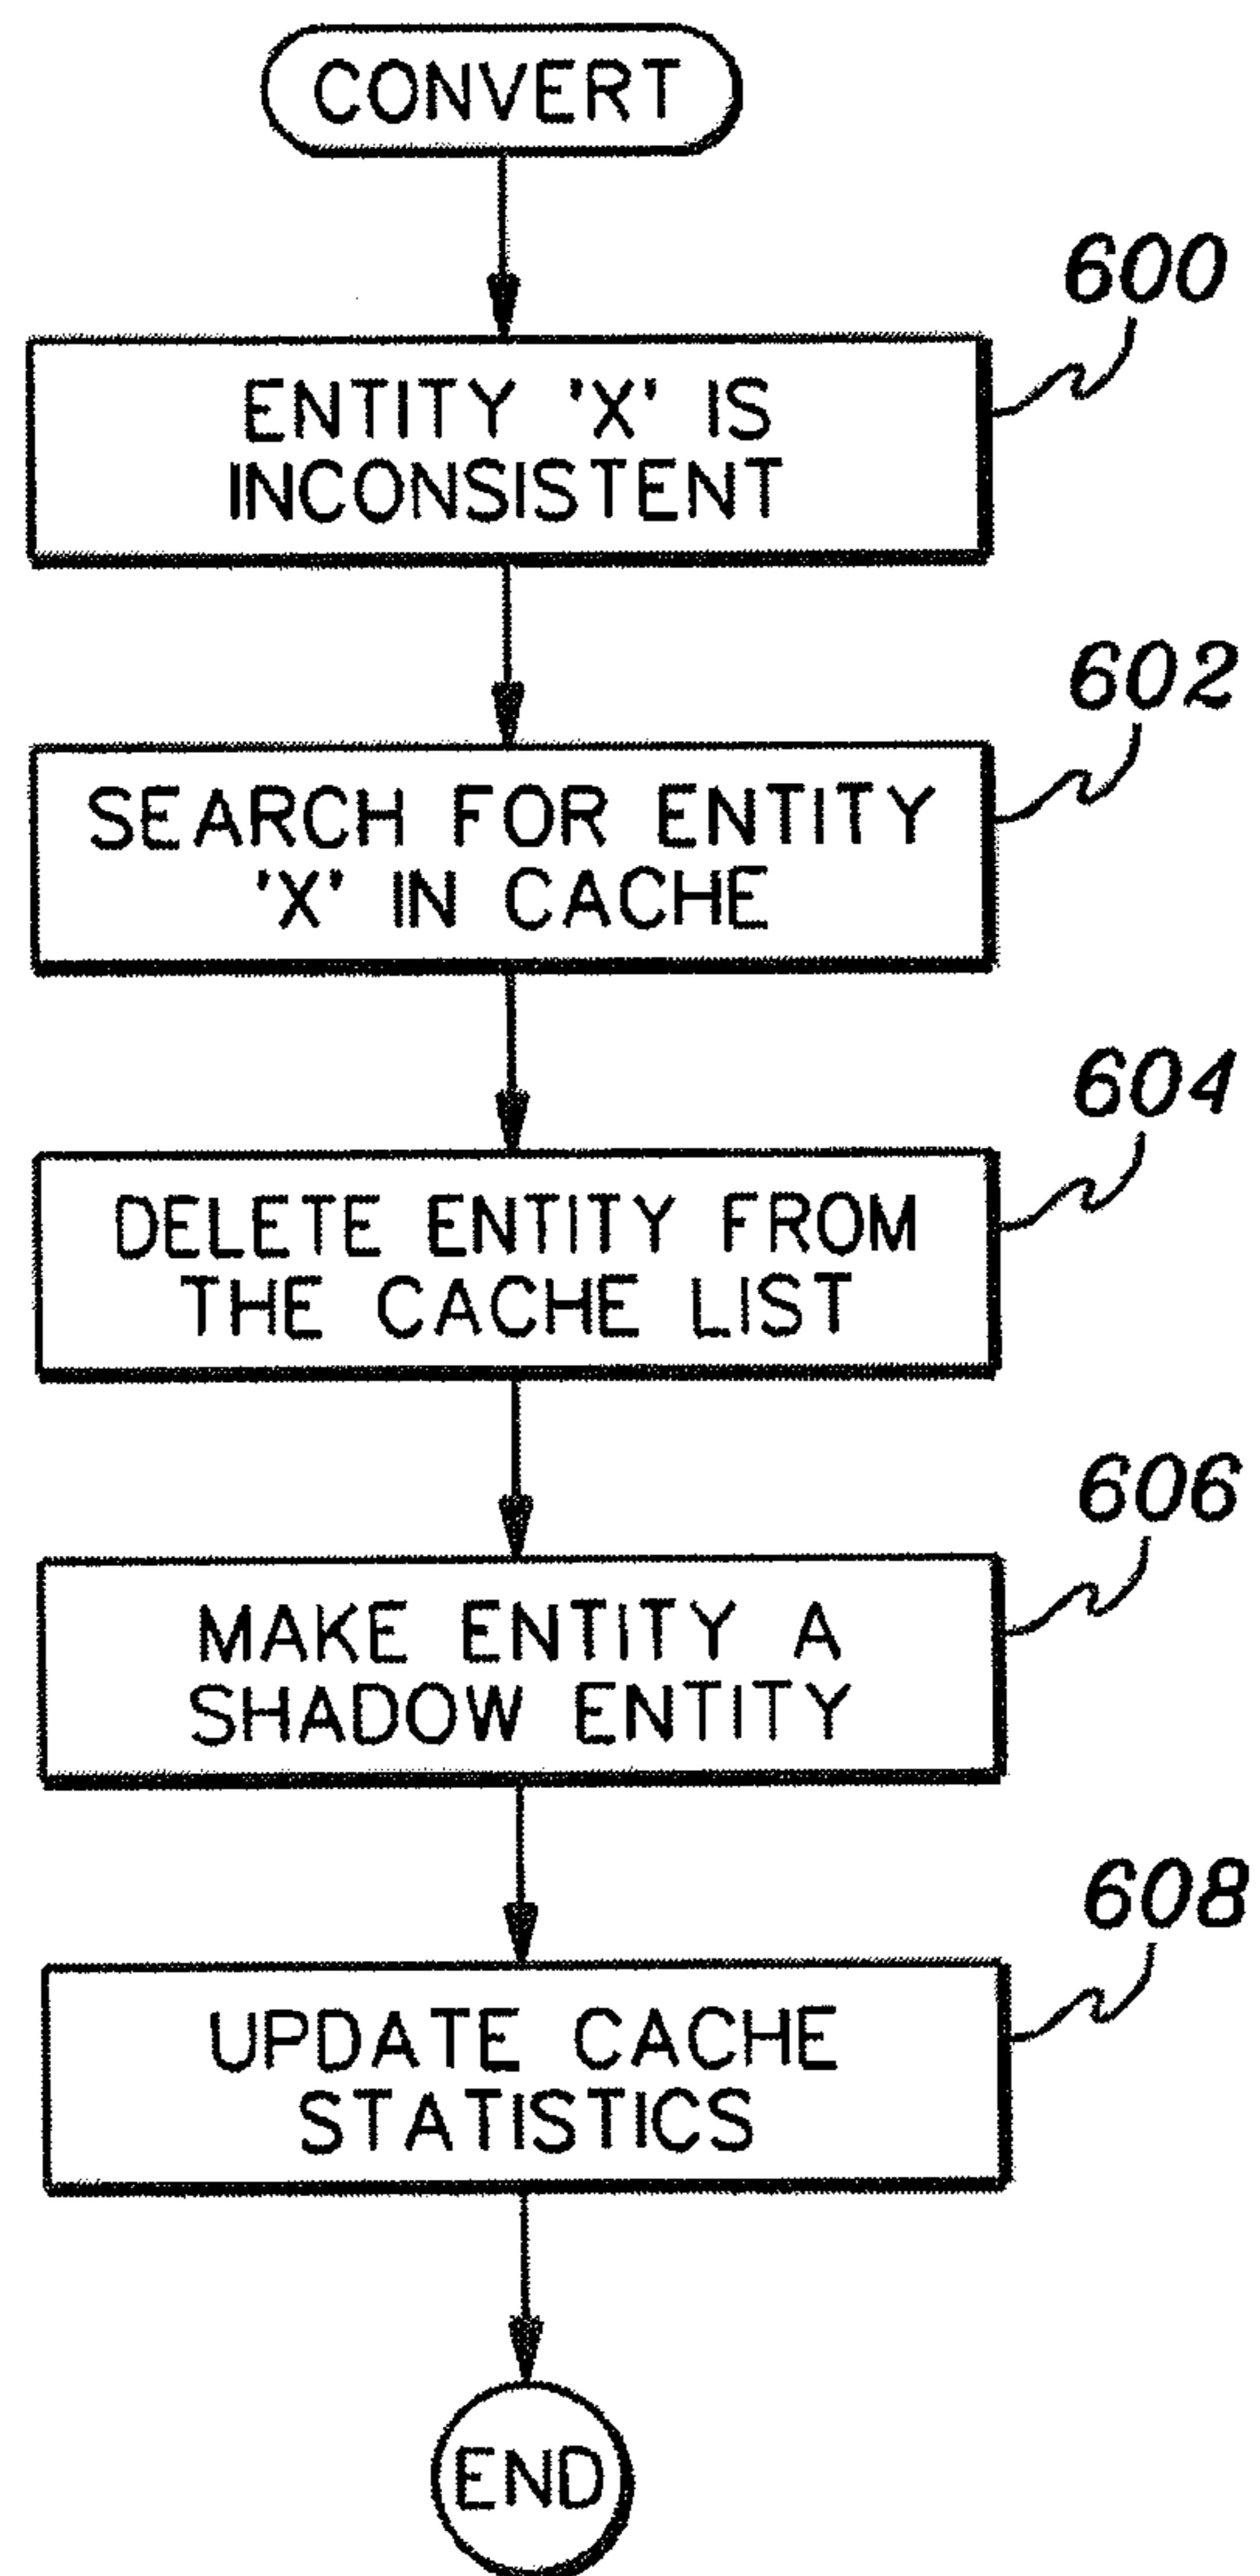 CONVERT
600
ENTITY 'X' IS
INCONSISTENT
602
SEARCH FOR ENTITY
'X' IN CACHE
604
DELETE ENTITY FROM
THE CACHE LIST
606
MAKE ENTITY A
SHADOW ENTITY
608
UPDATE CACHE
STATISTICS
END